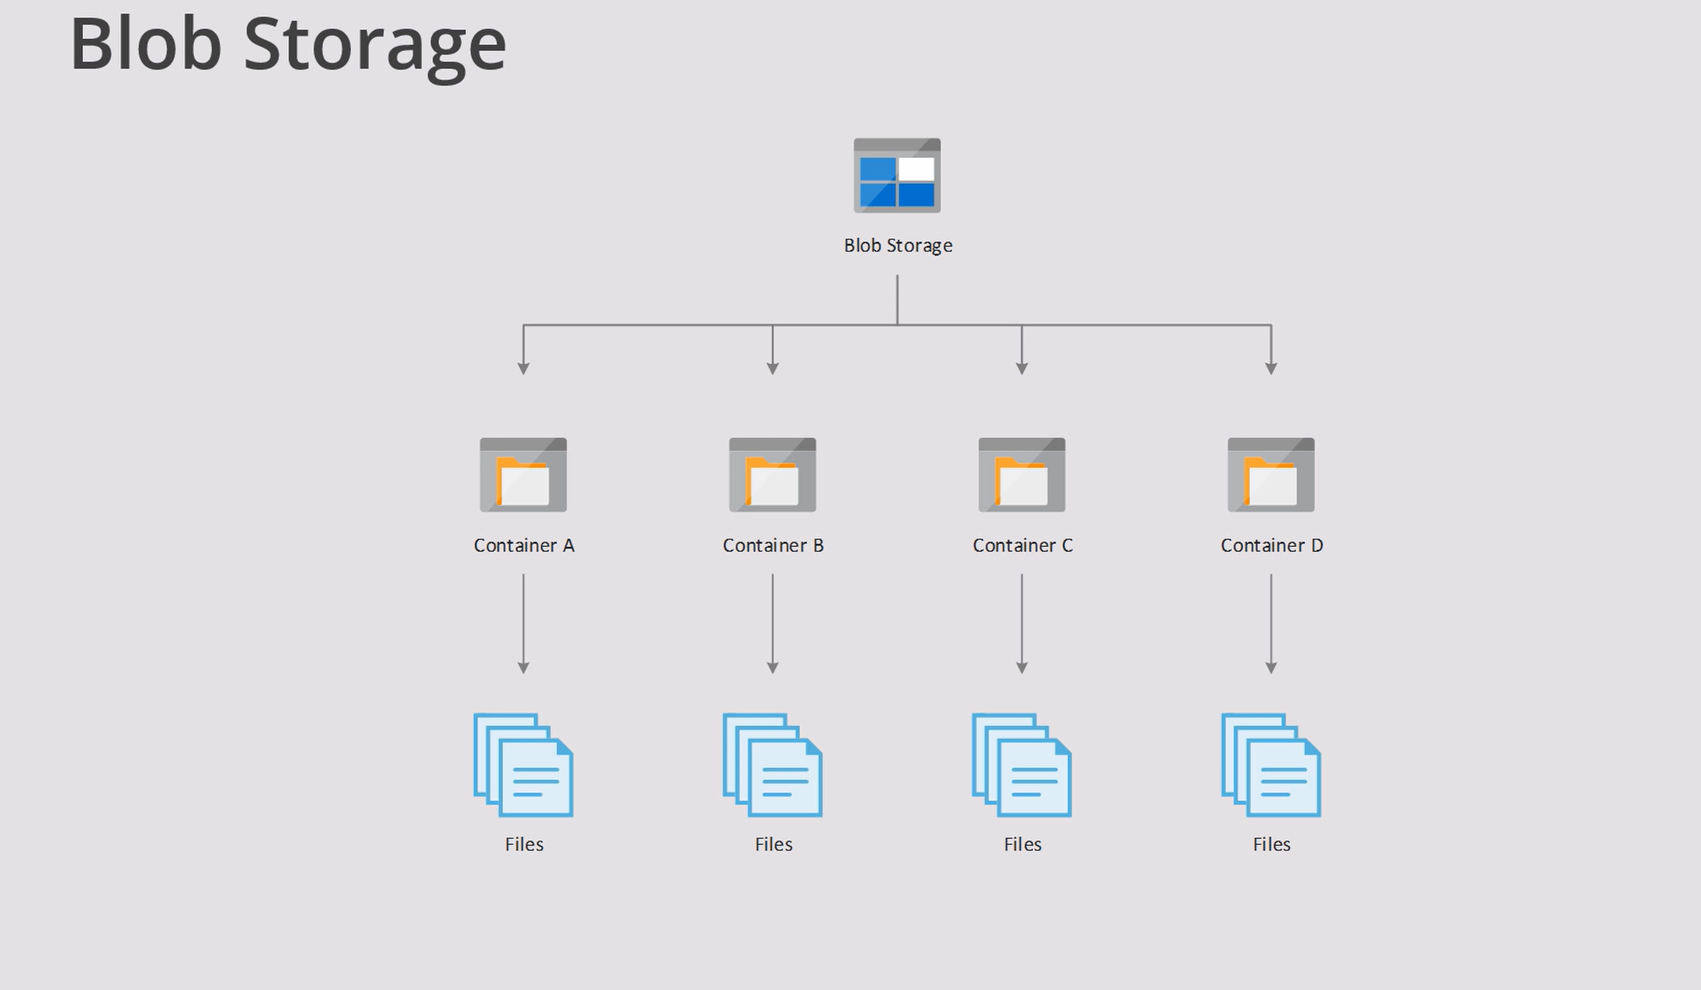 Blob Storage
Blob Storage
Container A
Container B
Container C
Container D
Files
Files
Files
Files